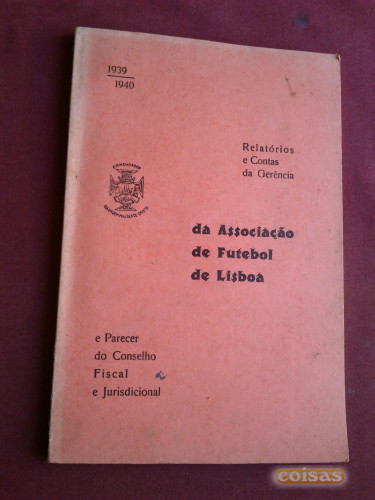 1939
1940
Relatórios
e Contas
da Gerência
da Associação
de Futebol
de Lisboa
e Parecer
do Conselho
Fiscal
e Jurisdicional
coisas